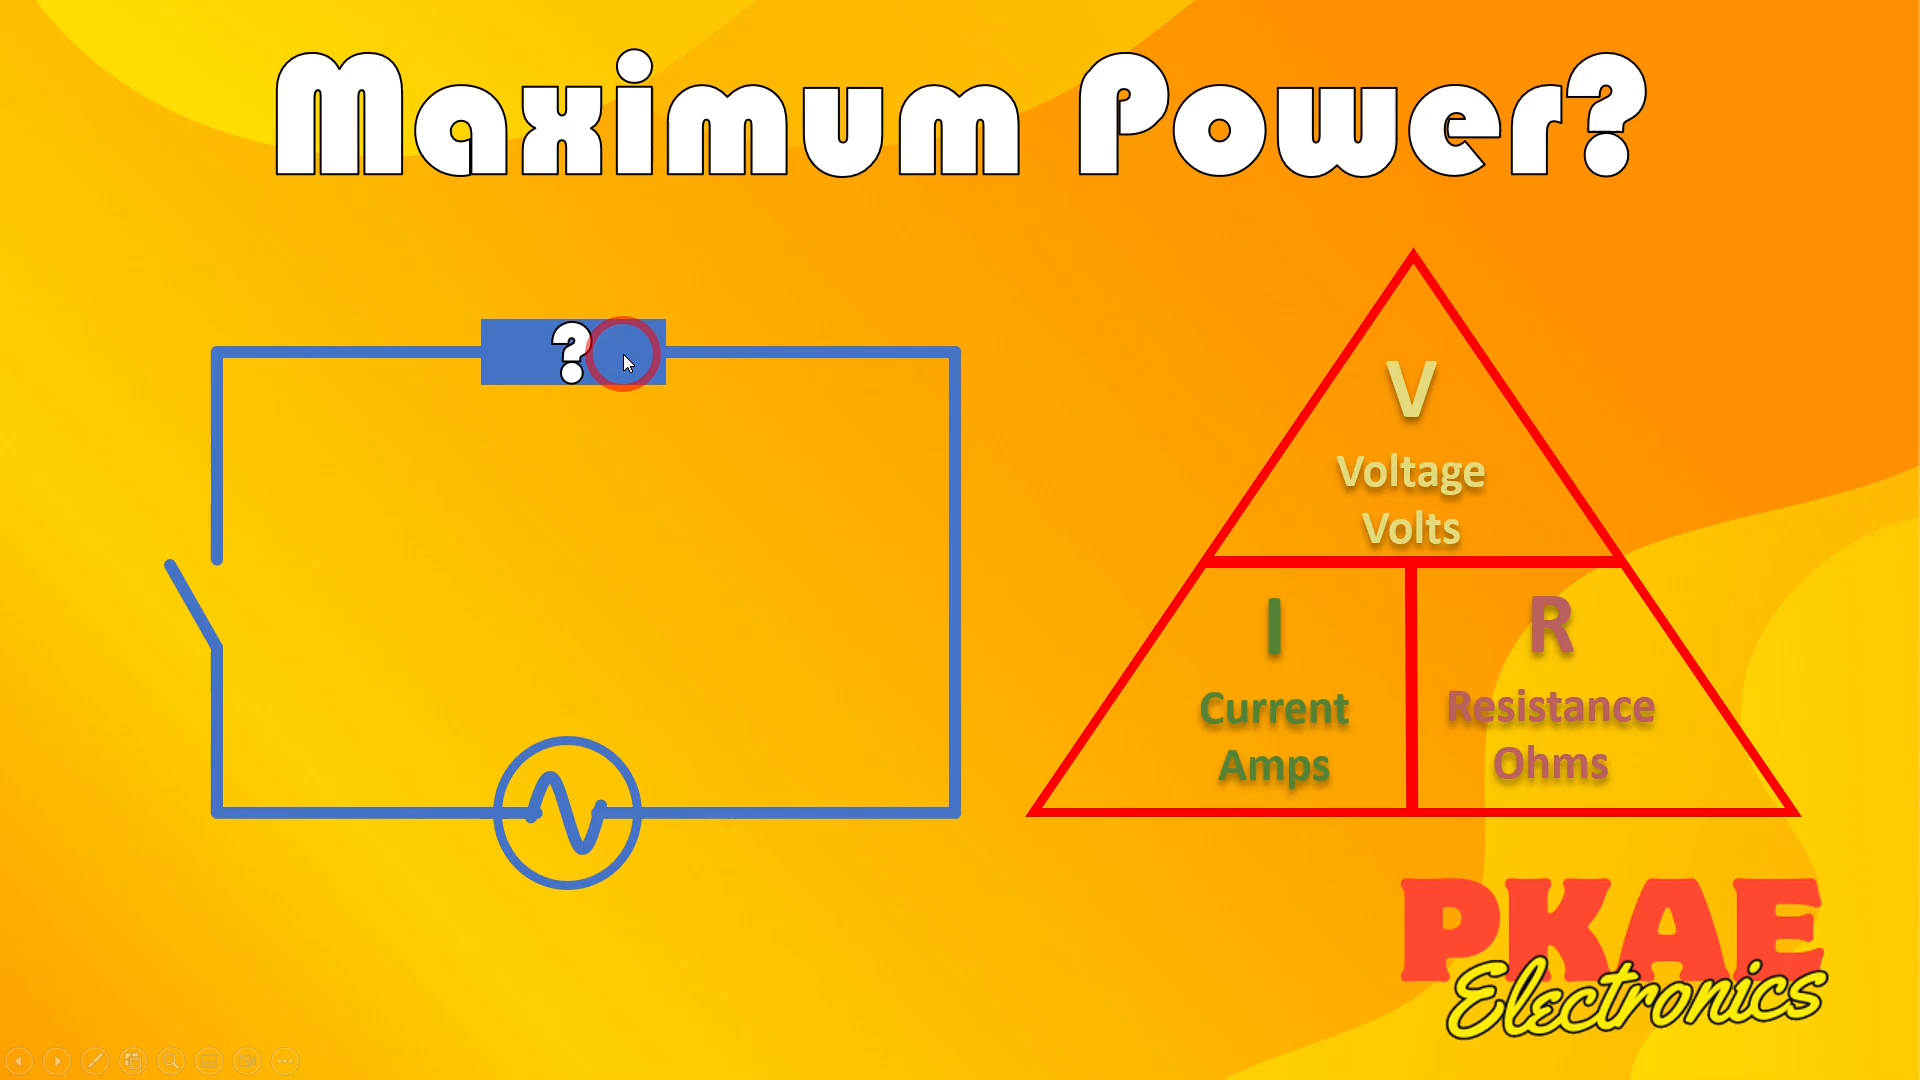 Maximum Power?
?
V
Voltage
Volts
I
Current
Amps
R
Resistance
Ohms
PKAE
Electronics